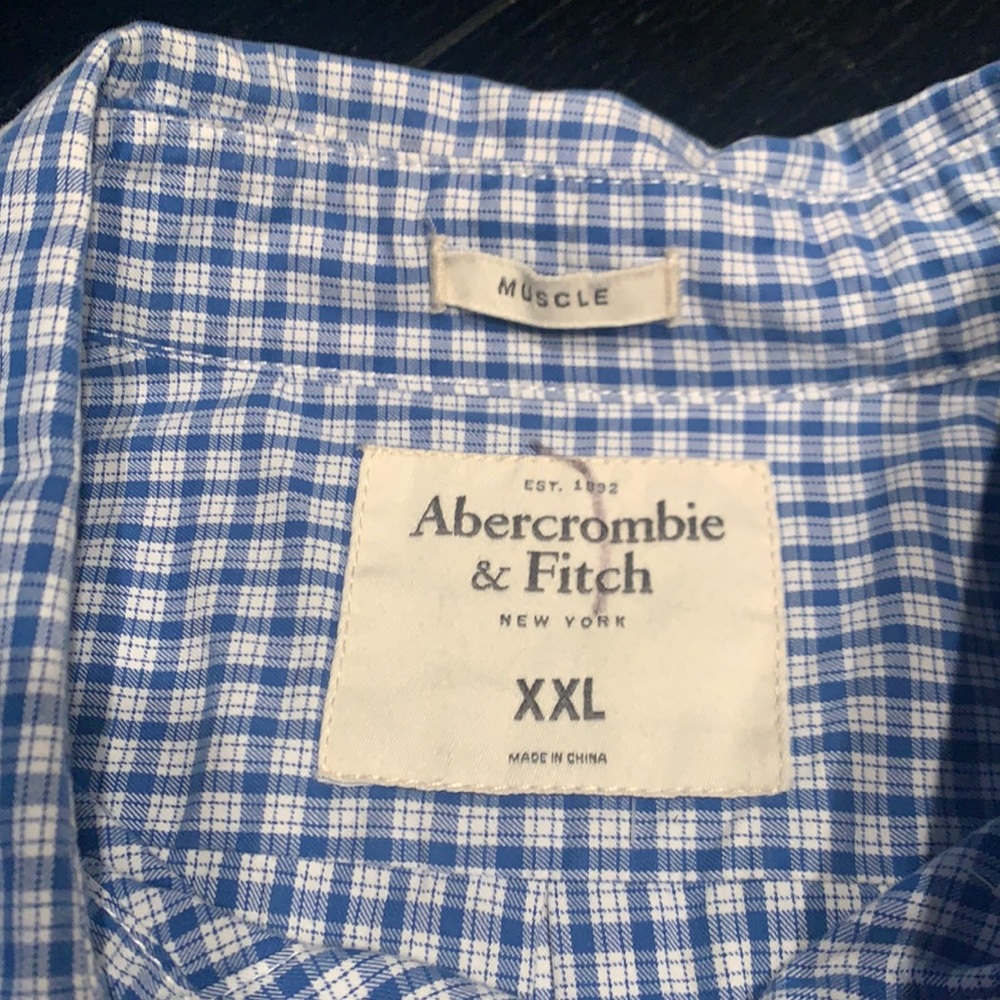 MUSCLE
EST. 1892
Abercrombie
& Fitch
NEW YORK
XXL
MADE IN CHINA